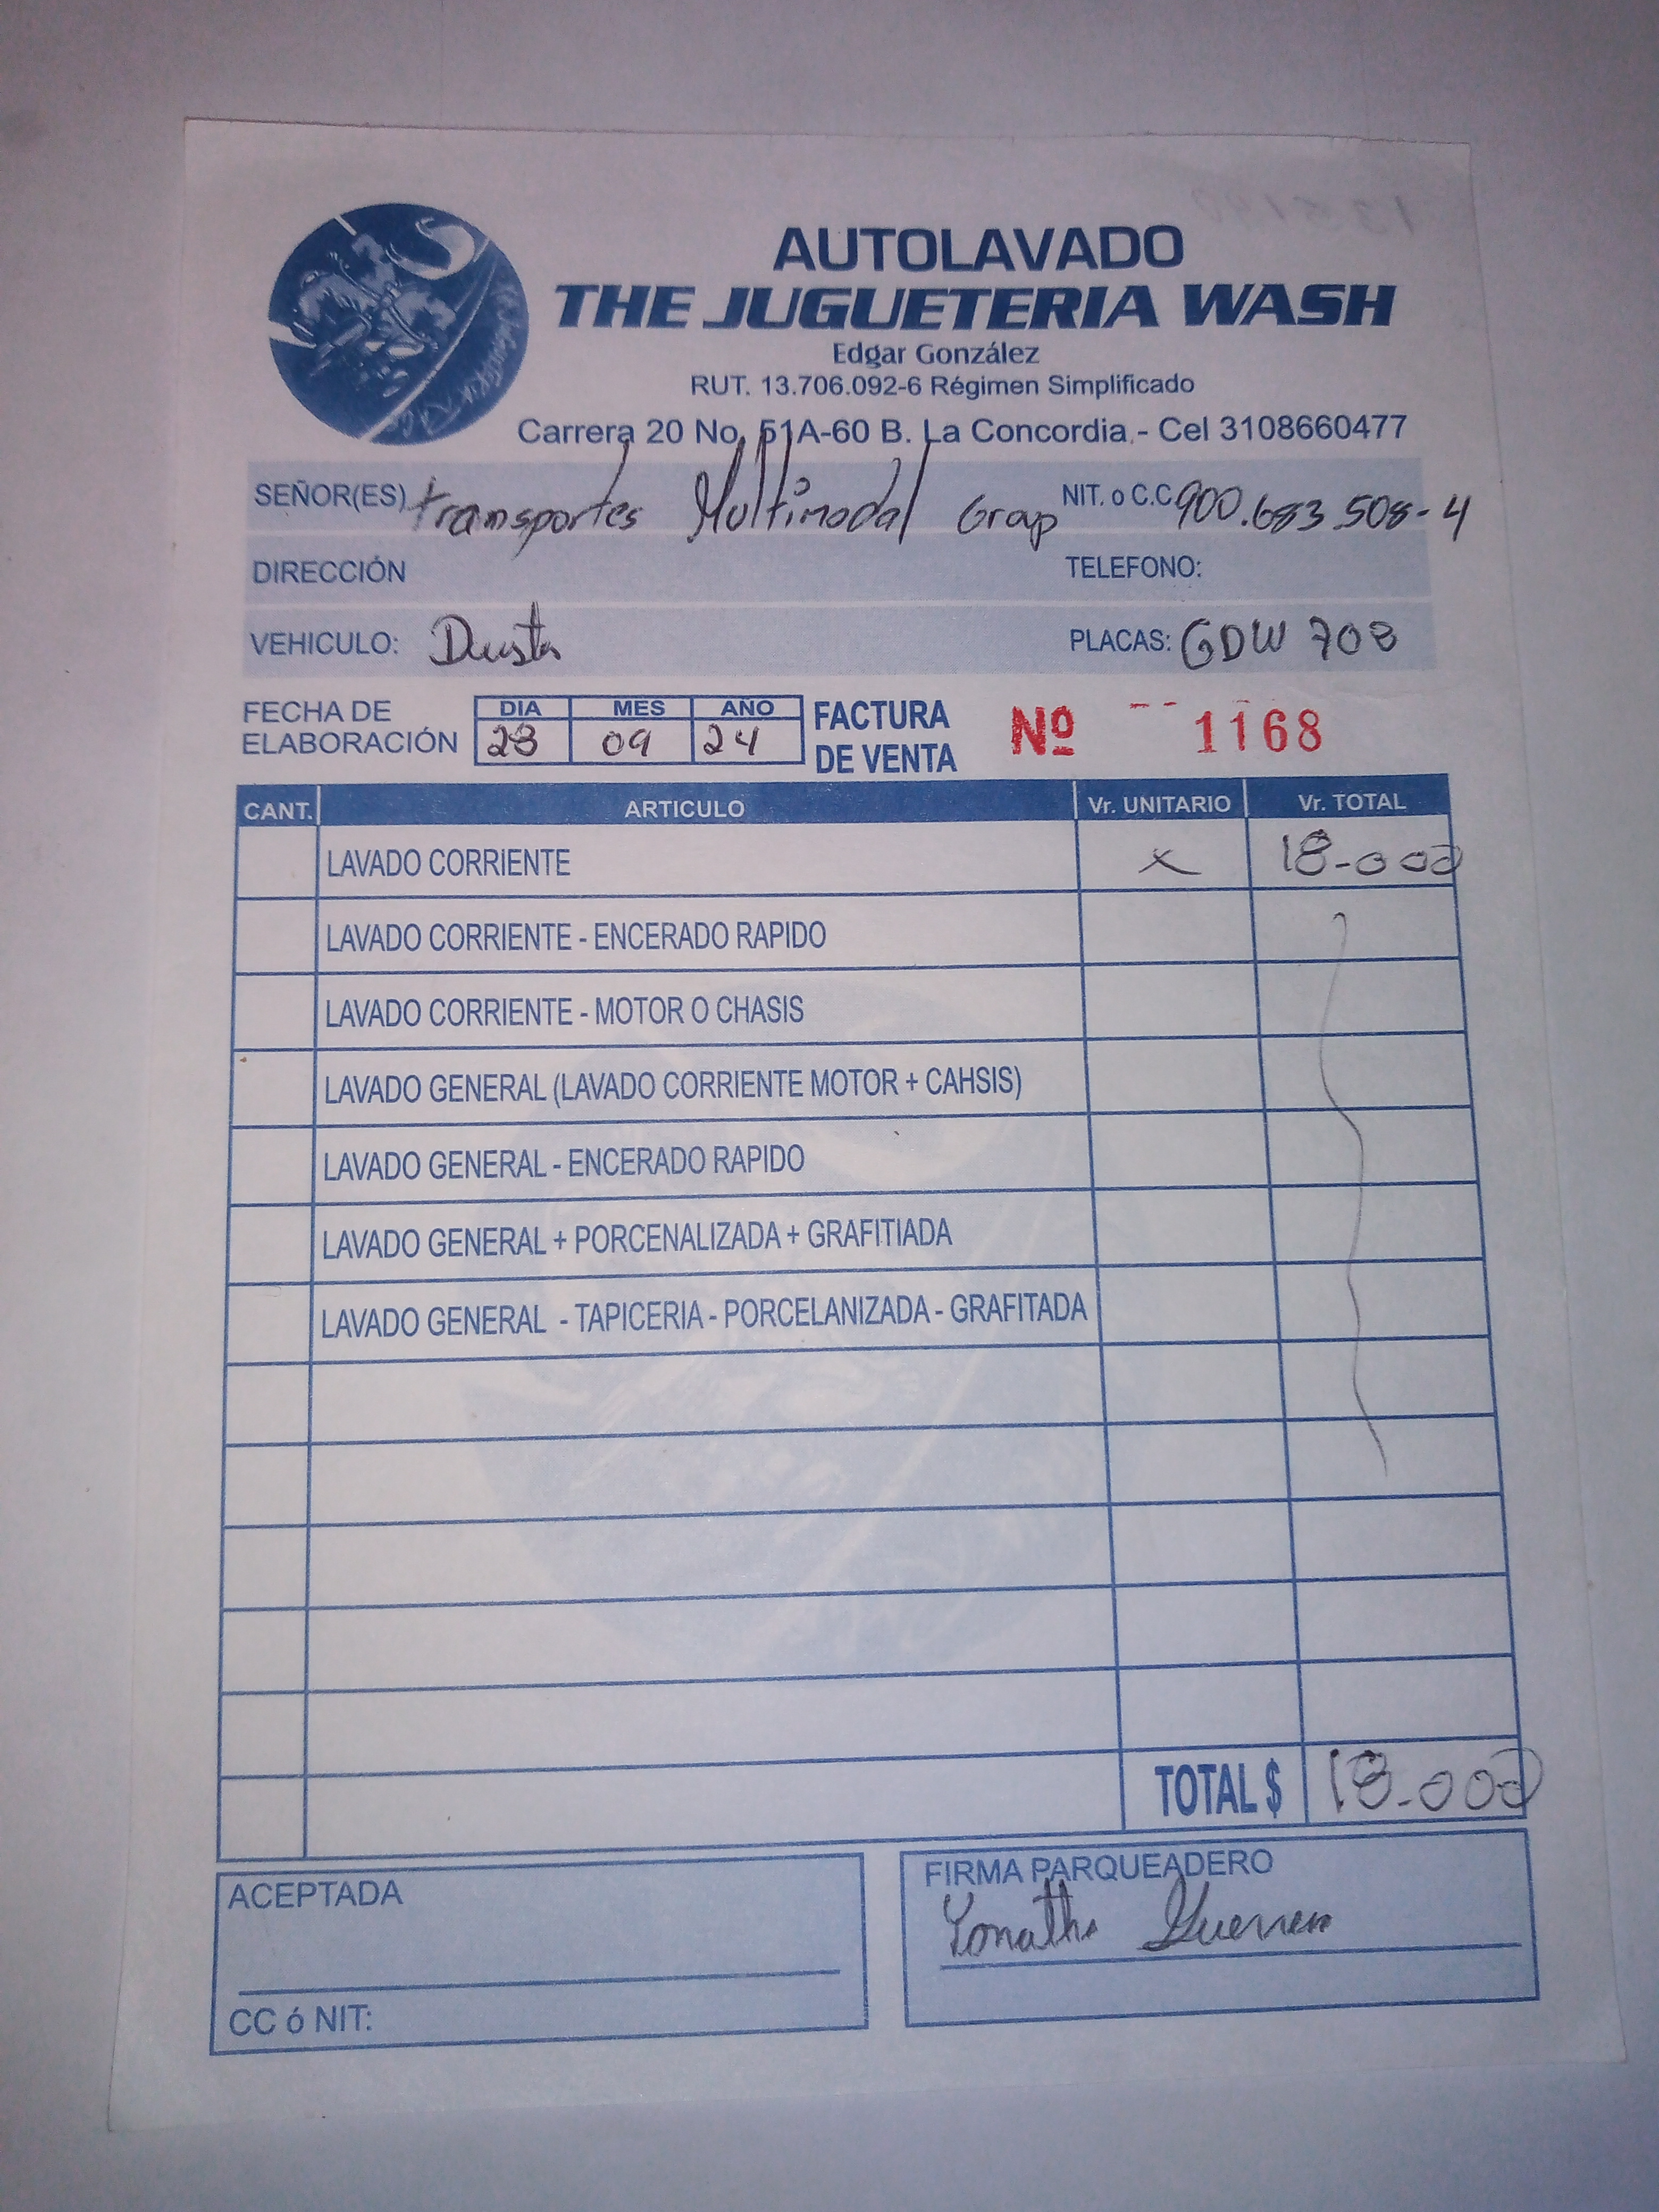 AUTOLAVADO
THE JUGUETERIA WASH
Edgar González
RUT. 13.706.092-6 Régimen Simplificado
Carrera 20 No. 51A-60 B. La Concordia - Cel 3108660477
SEÑOR(ES) transportes Multimodal Group NIT. o C.C. 900.683.508-4
DIRECCIÓN TELEFONO:
VEHICULO: Duster PLACAS: GDW 708
FECHA DE ELABORACIÓN DIA MES AÑO FACTURA DE VENTA Nº 1168
23 09 24
CANT. ARTICULO Vr. UNITARIO Vr. TOTAL
LAVADO CORRIENTE x 18-000
LAVADO CORRIENTE - ENCERADO RAPIDO
LAVADO CORRIENTE - MOTOR O CHASIS
LAVADO GENERAL (LAVADO CORRIENTE MOTOR + CAHSIS)
LAVADO GENERAL - ENCERADO RAPIDO
LAVADO GENERAL + PORCENALIZADA + GRAFITIADA
LAVADO GENERAL - TAPICERIA - PORCELANIZADA - GRAFITADA
TOTAL $ 18-000
ACEPTADA
CC ó NIT:
FIRMA PARQUEADERO
Yonatha Guerrero